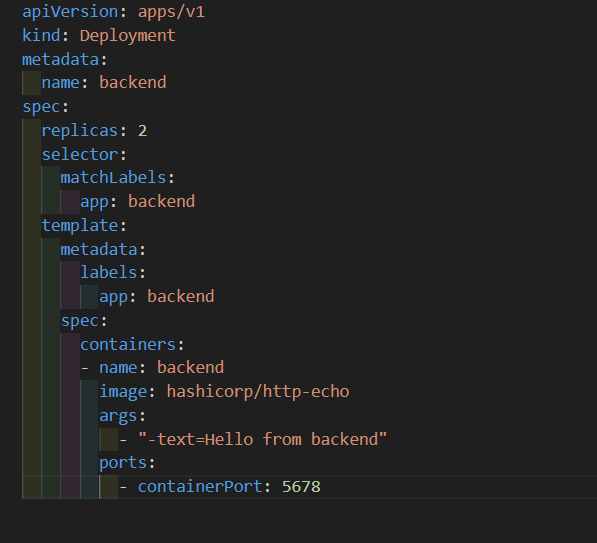 apiVersion: apps/v1
kind: Deployment
metadata:
  name: backend
spec:
  replicas: 2
  selector:
    matchLabels:
      app: backend
  template:
    metadata:
      labels:
        app: backend
    spec:
      containers:
      - name: backend
        image: hashicorp/http-echo
        args:
          - "-text=Hello from backend"
        ports:
          - containerPort: 5678